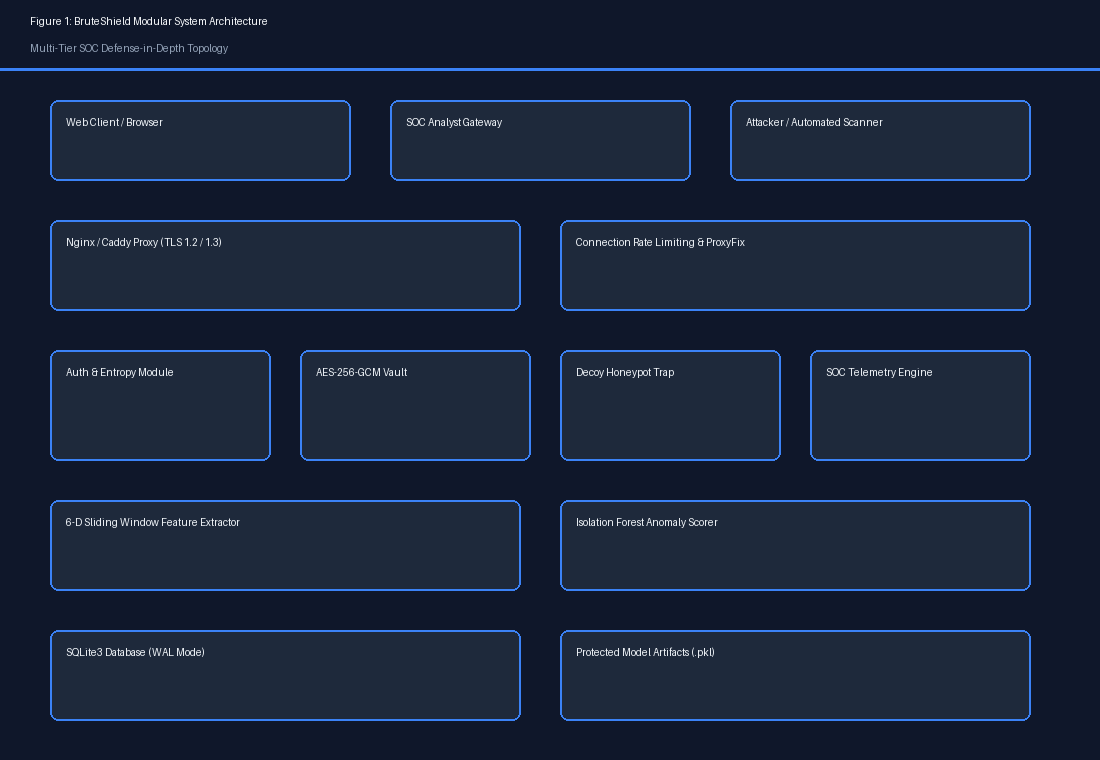 Figure 1: BruteShield Modular System Architecture
Multi-Tier SOC Defense-in-Depth Topology
Web Client / Browser
SOC Analyst Gateway
Attacker / Automated Scanner
Nginx / Caddy Proxy (TLS 1.2 / 1.3)
Connection Rate Limiting & ProxyFix
Auth & Entropy Module
AES-256-GCM Vault
Decoy Honeypot Trap
SOC Telemetry Engine
6-D Sliding Window Feature Extractor
Isolation Forest Anomaly Scorer
SQLite3 Database (WAL Mode)
Protected Model Artifacts (.pkl)